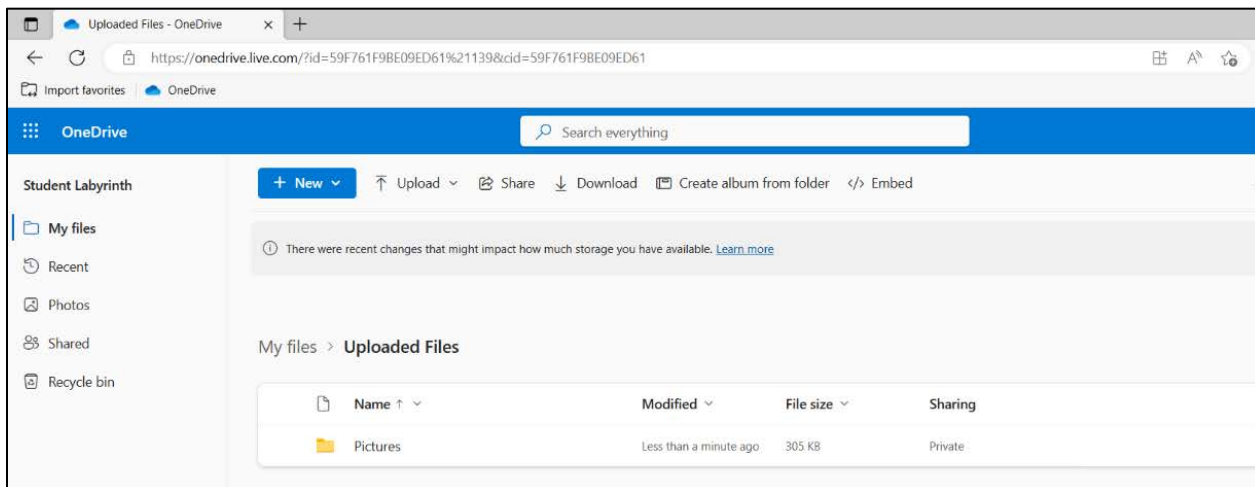 Uploaded Files - OneDrive
https://onedrive.live.com/?id=59F761F9BE09ED61%21139&cid=59F761F9BE09ED61
Import favorites OneDrive
OneDrive Search everything
Student Labyrinth
My files
Recent
Photos
Shared
Recycle bin
+ New Upload Share Download Create album from folder </> Embed
There were recent changes that might impact how much storage you have available. Learn more
My files > Uploaded Files
Name ↑ Modified File size Sharing
Pictures Less than a minute ago 305 KB Private